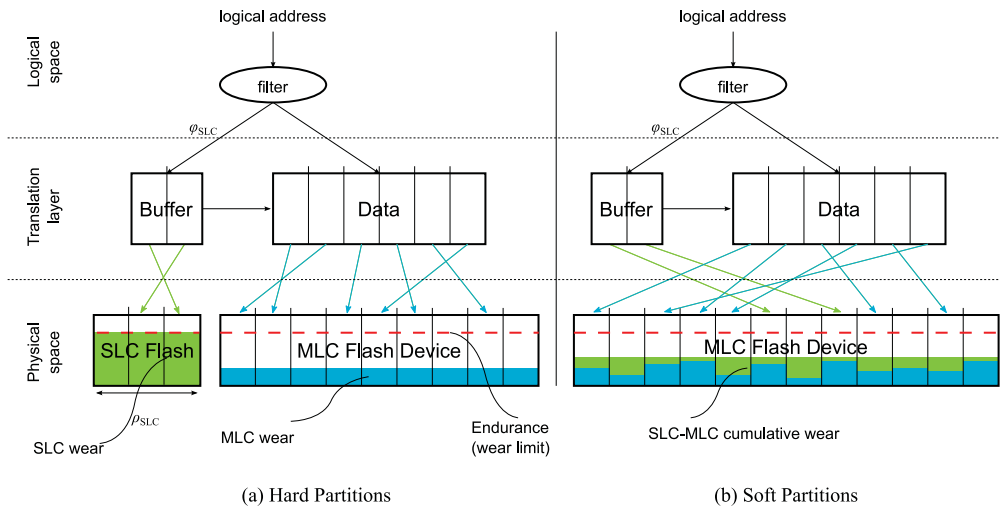 logical address
logical address
Logical
space
filter
filter
φSLC
φSLC
Translation
layer
Buffer
Data
Buffer
Data
Physical
space
SLC Flash
MLC Flash Device
MLC Flash Device
ρSLC
SLC wear
MLC wear
Endurance
(wear limit)
SLC-MLC cumulative wear
(a) Hard Partitions
(b) Soft Partitions